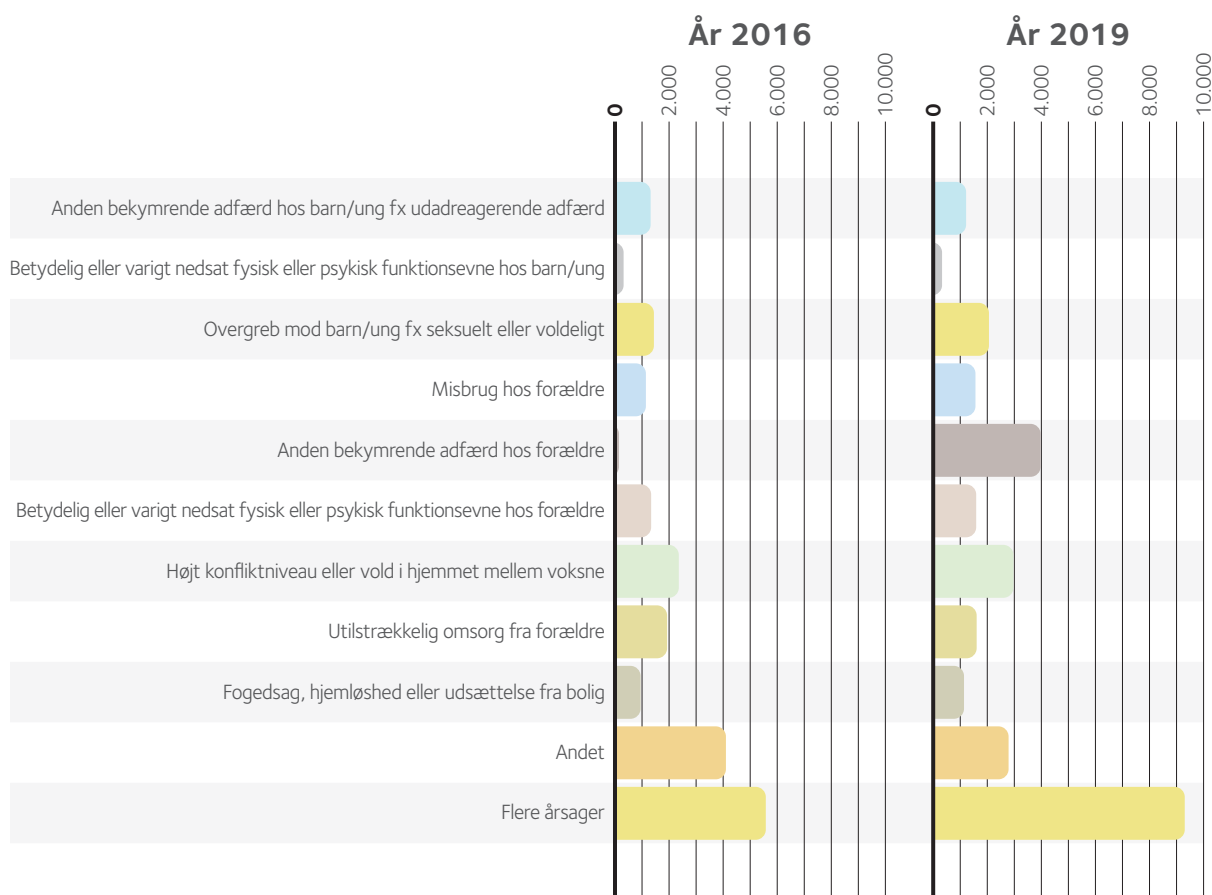 År 2016
År 2019
0
2.000
4.000
6.000
8.000
10.000
0
2.000
4.000
6.000
8.000
10.000
Anden bekymrende adfærd hos barn/ung fx udadreagerende adfærd
Betydelig eller varigt nedsat fysisk eller psykisk funktionsevne hos barn/ung
Overgreb mod barn/ung fx seksuelt eller voldeligt
Misbrug hos forældre
Anden bekymrende adfærd hos forældre
Betydelig eller varigt nedsat fysisk eller psykisk funktionsevne hos forældre
Højt konfliktniveau eller vold i hjemmet mellem voksne
Utilstrækkelig omsorg fra forældre
Fogedsag, hjemløshed eller udsættelse fra bolig
Andet
Flere årsager